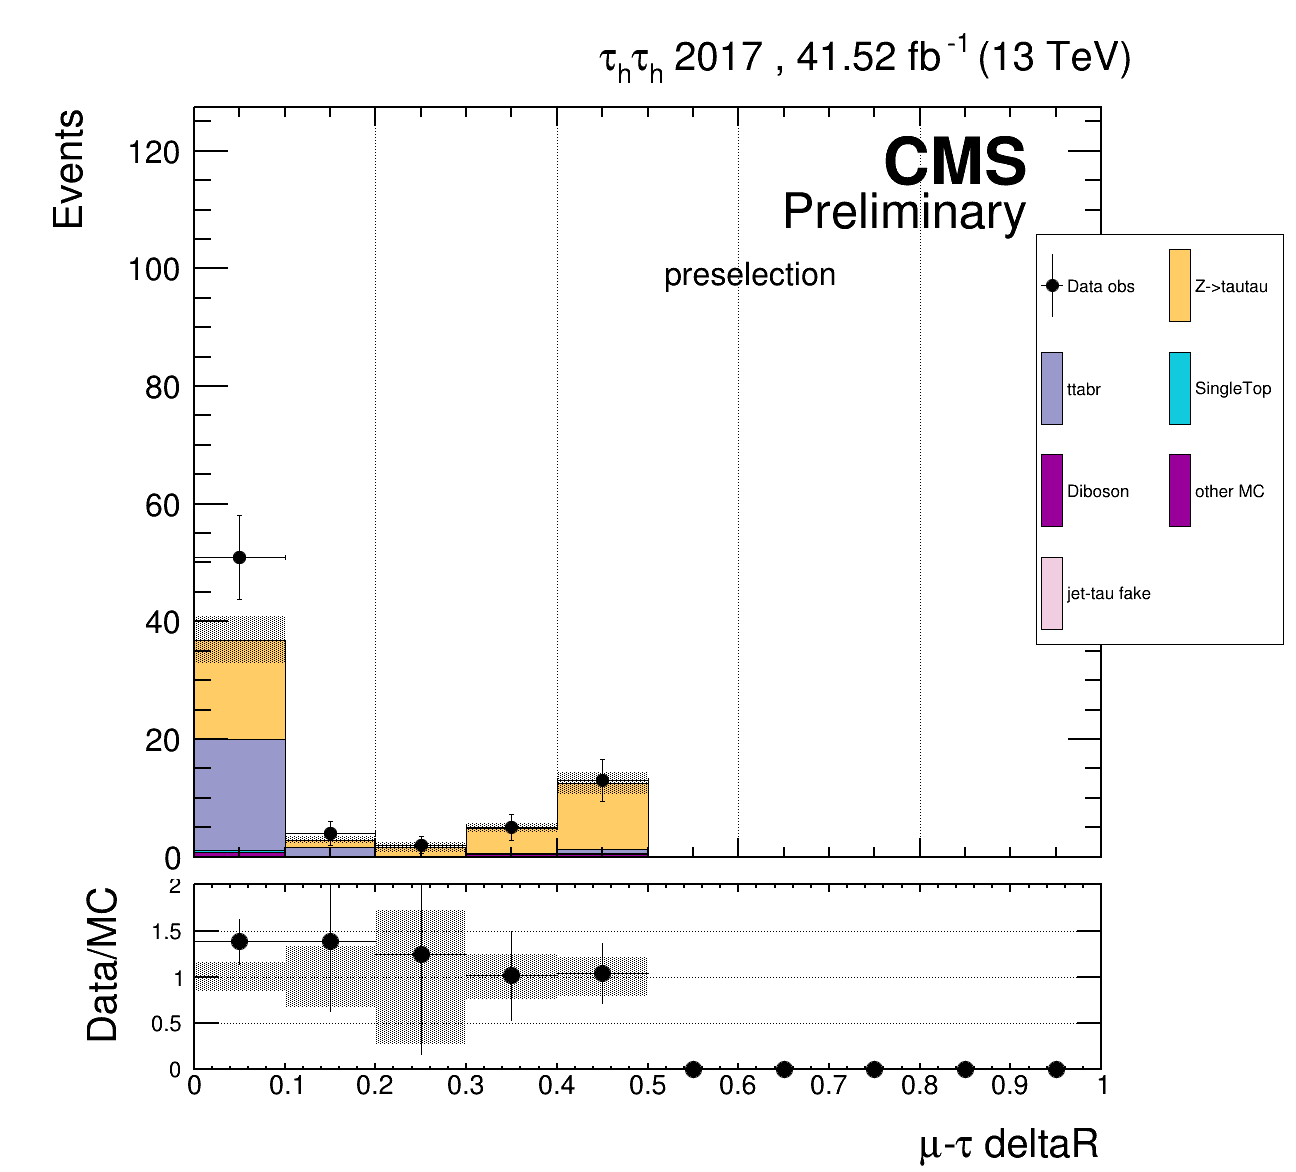 τhτh 2017 , 41.52 fb-1 (13 TeV)
Events
120
100
80
60
40
20
0
CMS
Preliminary
preselection
Data obs
Z->tautau
ttabr
SingleTop
Diboson
other MC
jet-tau fake
Data/MC
2
1.5
1
0.5
0
0 0.1 0.2 0.3 0.4 0.5 0.6 0.7 0.8 0.9 1
μ-τ deltaR